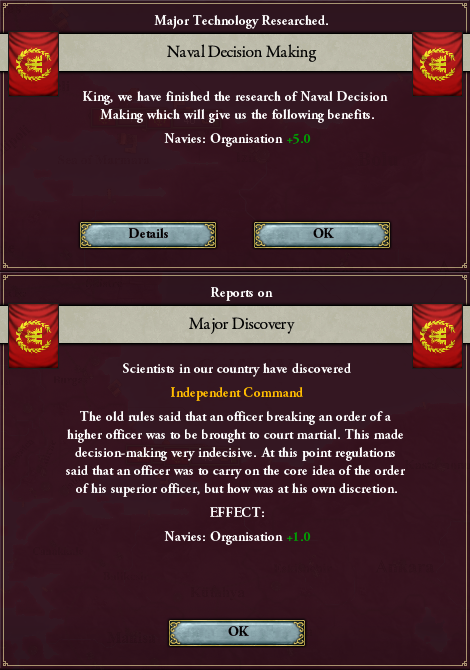 Major Technology Researched.
Naval Decision Making
King, we have finished the research of Naval Decision
Making which will give us the following benefits.
Navies: Organisation +5.0
Details
OK
Reports on
Major Discovery
Scientists in our country have discovered
Independent Command
The old rules said that an officer breaking an order of a
higher officer was to be brought to court martial. This made
decision-making very indecisive. At this point regulations
said that an officer was to carry on the core idea of the order
of his superior officer, but how was at his own discretion.
EFFECT:
Navies: Organisation +1.0
OK